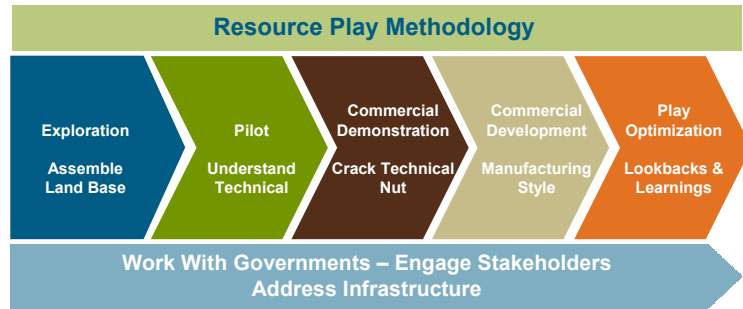 Resource Play Methodology
Exploration
Assemble
Land Base
Pilot
Understand
Technical
Commercial
Demonstration
Crack Technical
Nut
Commercial
Development
Manufacturing
Style
Play
Optimization
Lookbacks &
Learnings
Work With Governments – Engage Stakeholders
Address Infrastructure